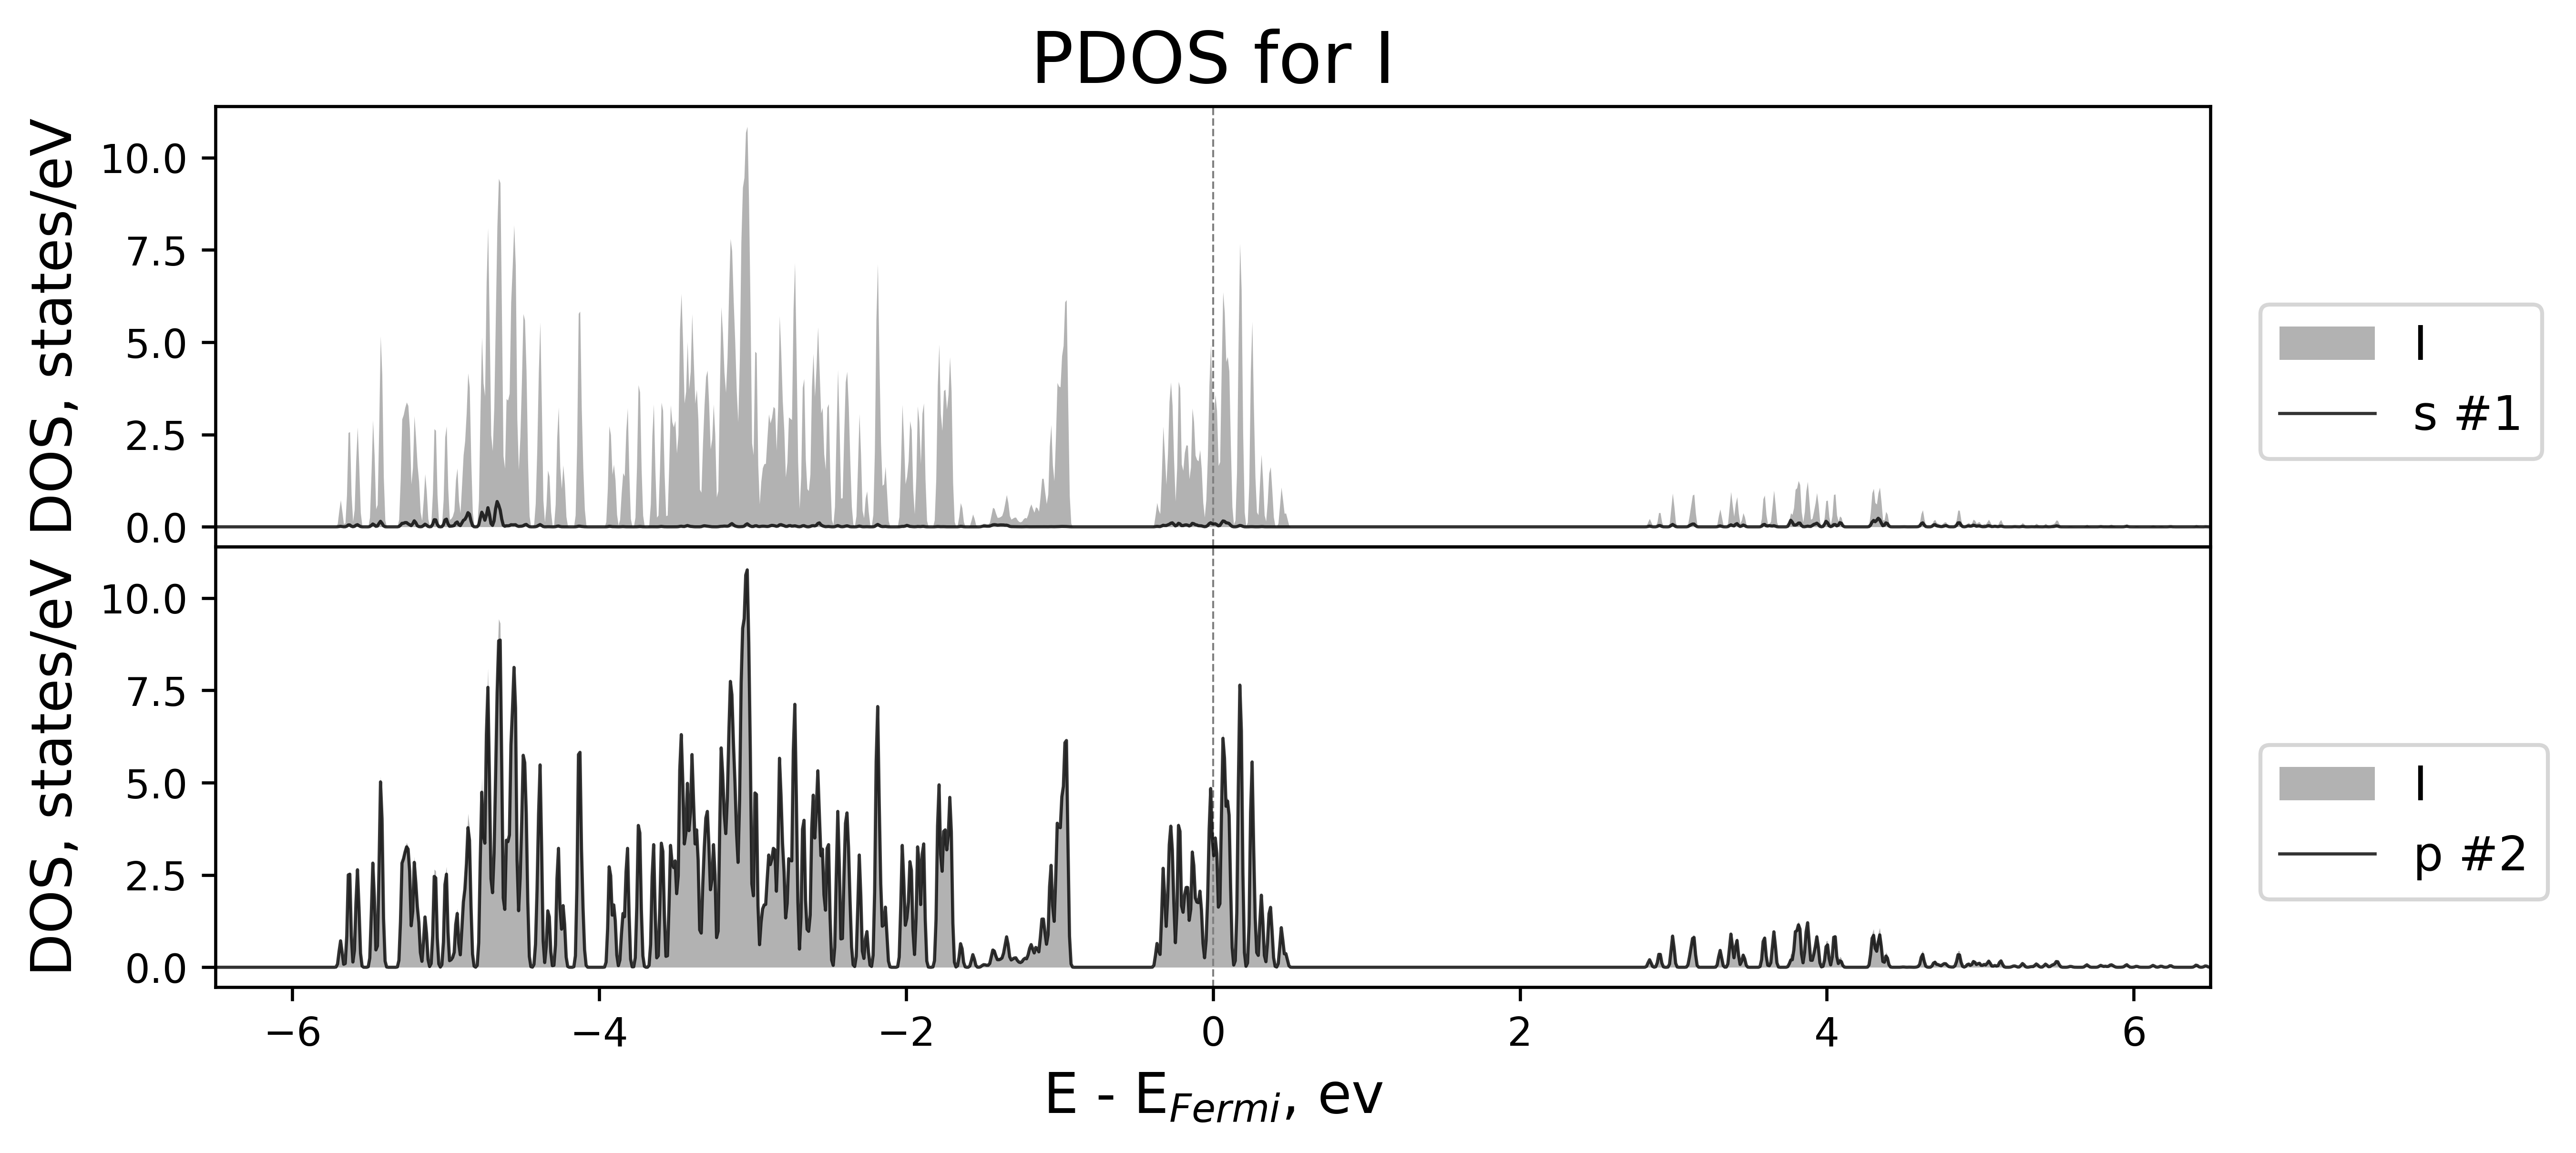 PDOS for I
DOS, states/eV
10.0
7.5
5.0
2.5
0.0
I
s #1
DOS, states/eV
10.0
7.5
5.0
2.5
0.0
I
p #2
−6 −4 −2 0 2 4 6
E - E_Fermi, ev